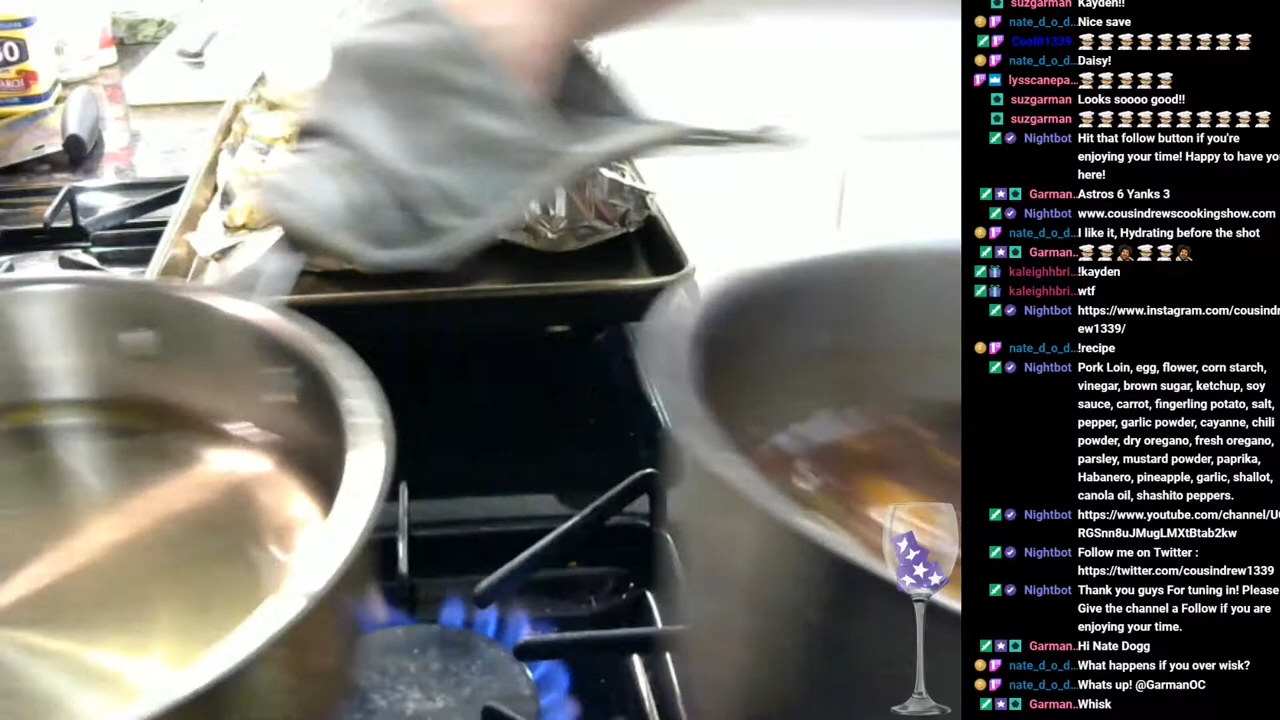 50
ARCH
suzgarman Kayden!!
nate_d_o_d... Nice save
Cooli11339
nate_d_o_d... Daisy!
lysscanepa...
suzgarman Looks soooo good!!
suzgarman
Nightbot Hit that follow button if you're
enjoying your time! Happy to have yo
here!
Garman... Astros 6 Yanks 3
Nightbot www.cousindrewscookingshow.com
nate_d_o_d... I like it, Hydrating before the shot
Garman...
kaleighhbri... !kayden
kaleighhbri... wtf
Nightbot https://www.instagram.com/cousindr
ew1339/
nate_d_o_d... !recipe
Nightbot Pork Loin, egg, flower, corn starch,
vinegar, brown sugar, ketchup, soy
sauce, carrot, fingerling potato, salt,
pepper, garlic powder, cayanne, chili
powder, dry oregano, fresh oregano,
parsley, mustard powder, paprika,
Habanero, pineapple, garlic, shallot,
canola oil, shashito peppers.
Nightbot https://www.youtube.com/channel/U
RGSnn8uJMugLMXtBtab2kw
Nightbot Follow me on Twitter :
https://twitter.com/cousindrew1339
Nightbot Thank you guys For tuning in! Please
Give the channel a Follow if you are
enjoying your time.
Garman... Hi Nate Dogg
nate_d_o_d... What happens if you over wisk?
nate_d_o_d... Whats up! @GarmanOC
Garman... Whisk